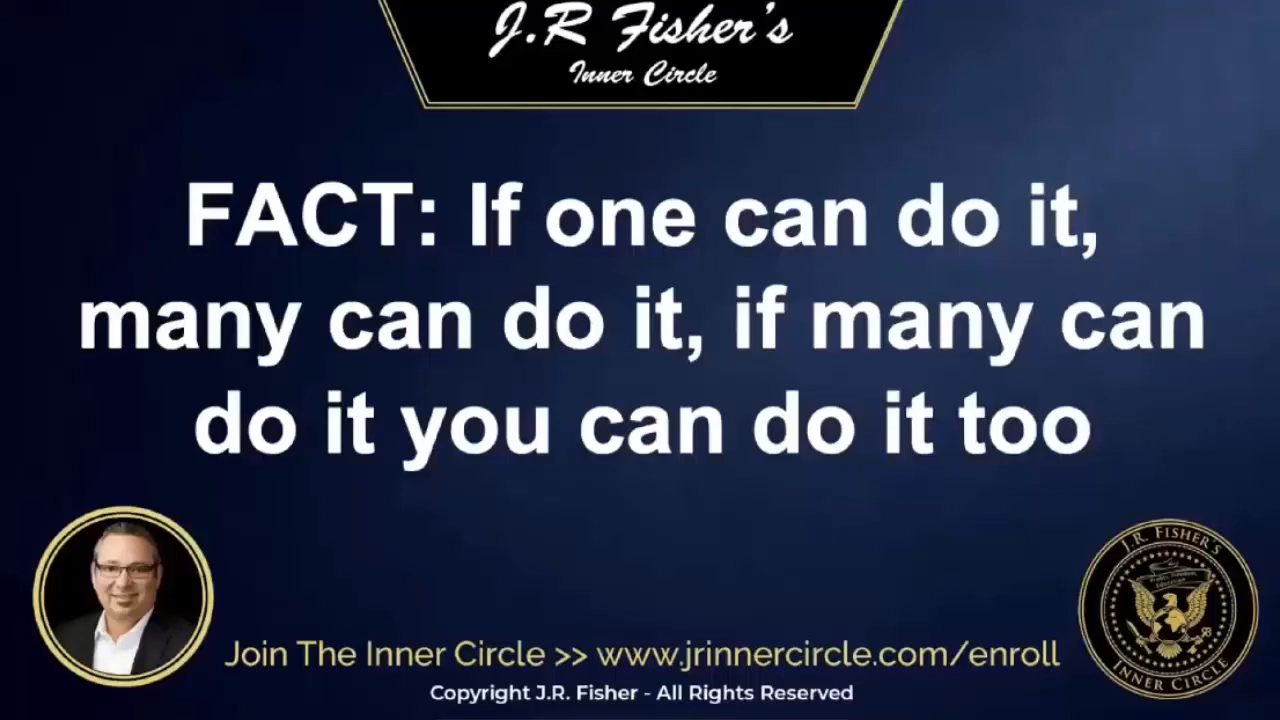 J.R Fisher's
Inner Circle
FACT: If one can do it,
many can do it, if many can
do it you can do it too
J.R. FISHER'S
INNER CIRCLE
Join The Inner Circle >> www.jrinnercircle.com/enroll
Copyright J.R. Fisher - All Rights Reserved